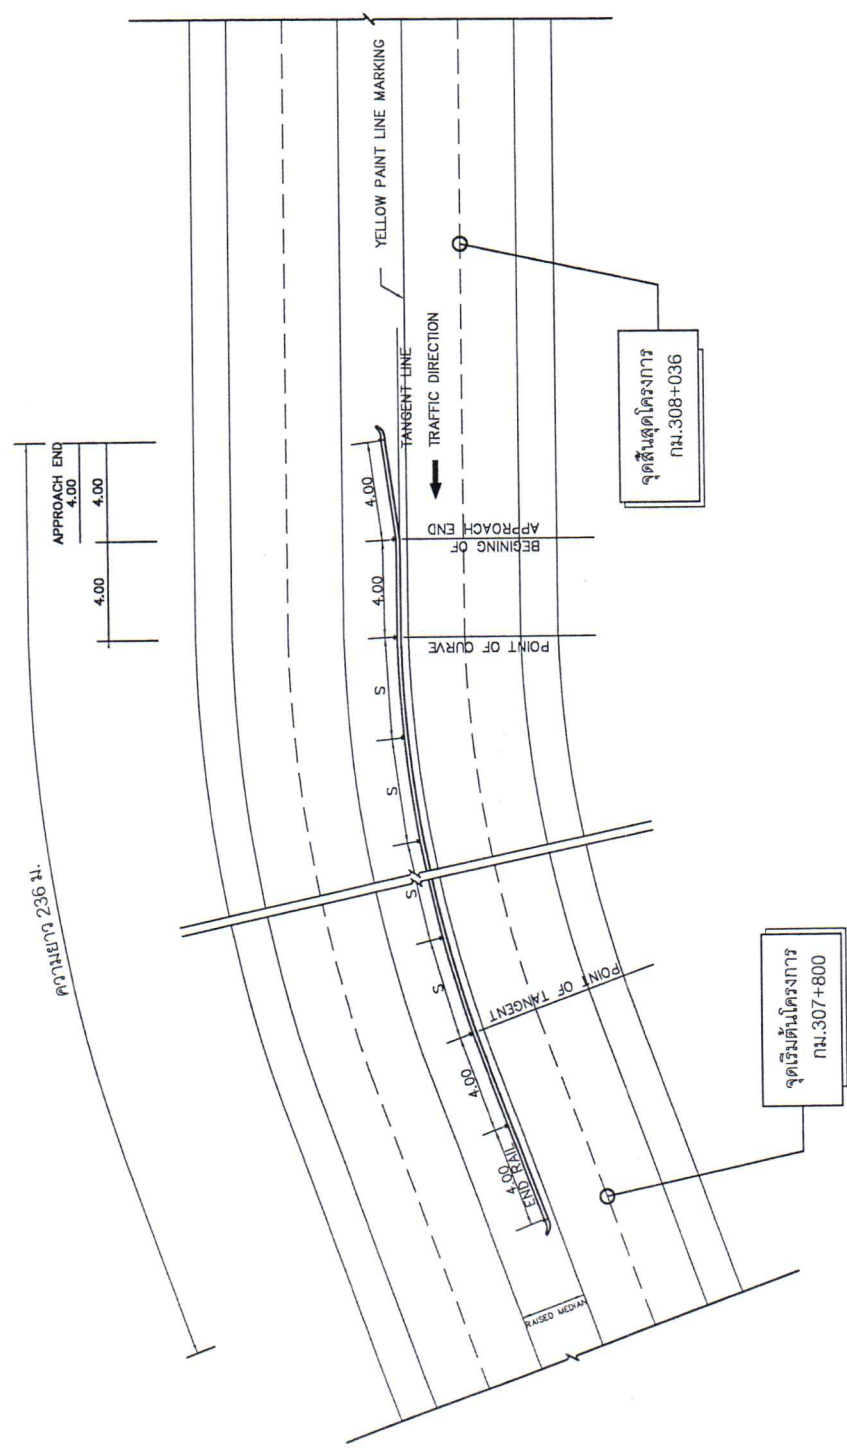 ความยาว 236 ม.
APPROACH END
4.00
4.00
4.00
YELLOW PAINT LINE MARKING
TANGENT LINE
TRAFFIC DIRECTION
4.00
4.00
BEGINING OF
APPROACH END
POINT OF CURVE
S
S
S
S
POINT OF TANGENT
4.00
4.00
END RAIL
RAISED MEDIAN
จุดสิ้นสุดโครงการ
กม.308+036
จุดเริ่มต้นโครงการ
กม.307+800